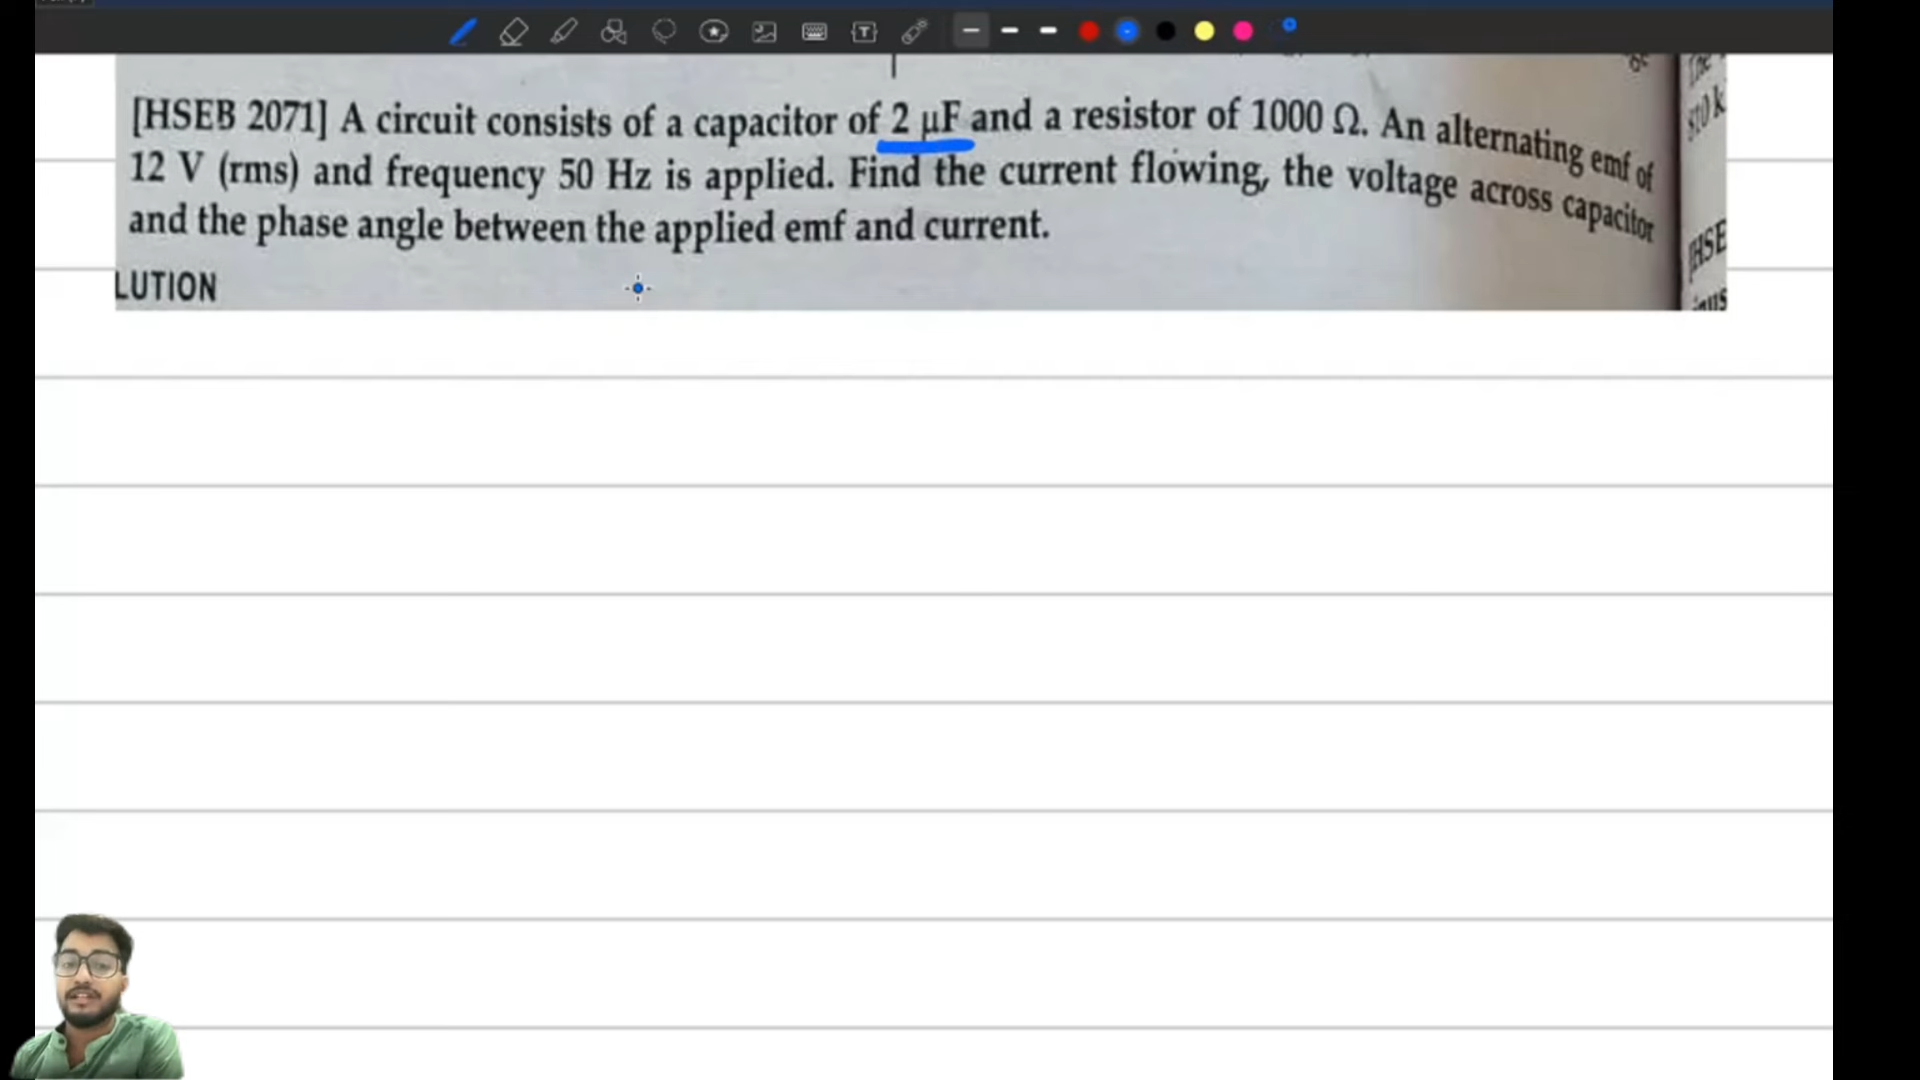 [HSEB 2071] A circuit consists of a capacitor of 2 μF and a resistor of 1000 Ω. An alternating emf of
12 V (rms) and frequency 50 Hz is applied. Find the current flowing, the voltage across capacitor
and the phase angle between the applied emf and current.
LUTION